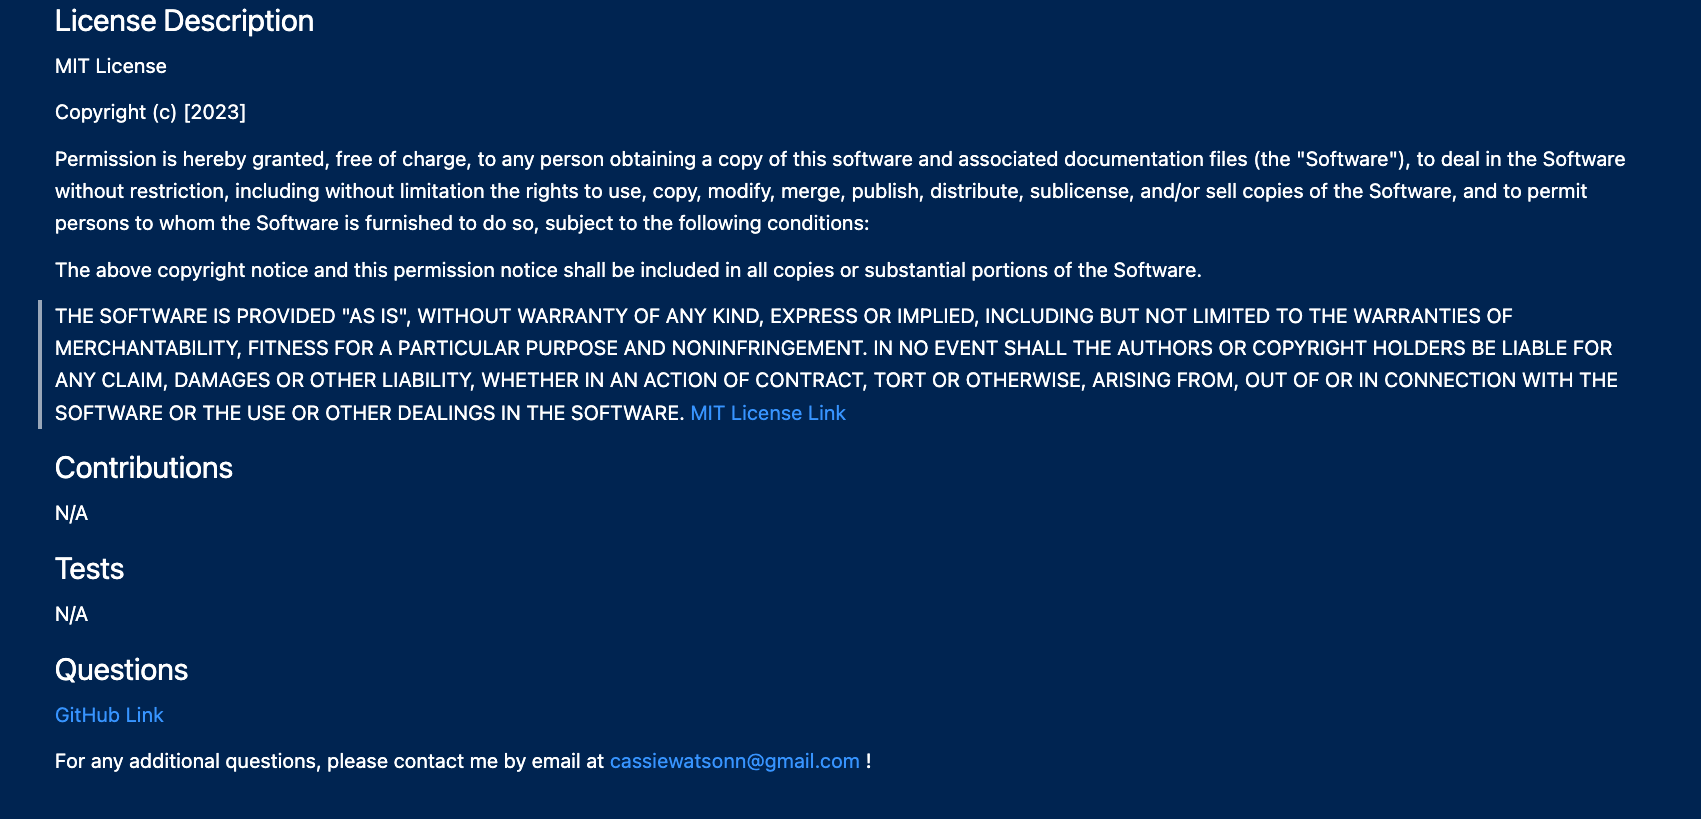 License Description
MIT License
Copyright (c) [2023]
Permission is hereby granted, free of charge, to any person obtaining a copy of this software and associated documentation files (the "Software"), to deal in the Software
without restriction, including without limitation the rights to use, copy, modify, merge, publish, distribute, sublicense, and/or sell copies of the Software, and to permit
persons to whom the Software is furnished to do so, subject to the following conditions:
The above copyright notice and this permission notice shall be included in all copies or substantial portions of the Software.
THE SOFTWARE IS PROVIDED "AS IS", WITHOUT WARRANTY OF ANY KIND, EXPRESS OR IMPLIED, INCLUDING BUT NOT LIMITED TO THE WARRANTIES OF
MERCHANTABILITY, FITNESS FOR A PARTICULAR PURPOSE AND NONINFRINGEMENT. IN NO EVENT SHALL THE AUTHORS OR COPYRIGHT HOLDERS BE LIABLE FOR
ANY CLAIM, DAMAGES OR OTHER LIABILITY, WHETHER IN AN ACTION OF CONTRACT, TORT OR OTHERWISE, ARISING FROM, OUT OF OR IN CONNECTION WITH THE
SOFTWARE OR THE USE OR OTHER DEALINGS IN THE SOFTWARE. MIT License Link
Contributions
N/A
Tests
N/A
Questions
GitHub Link
For any additional questions, please contact me by email at cassiewatsonn@gmail.com !